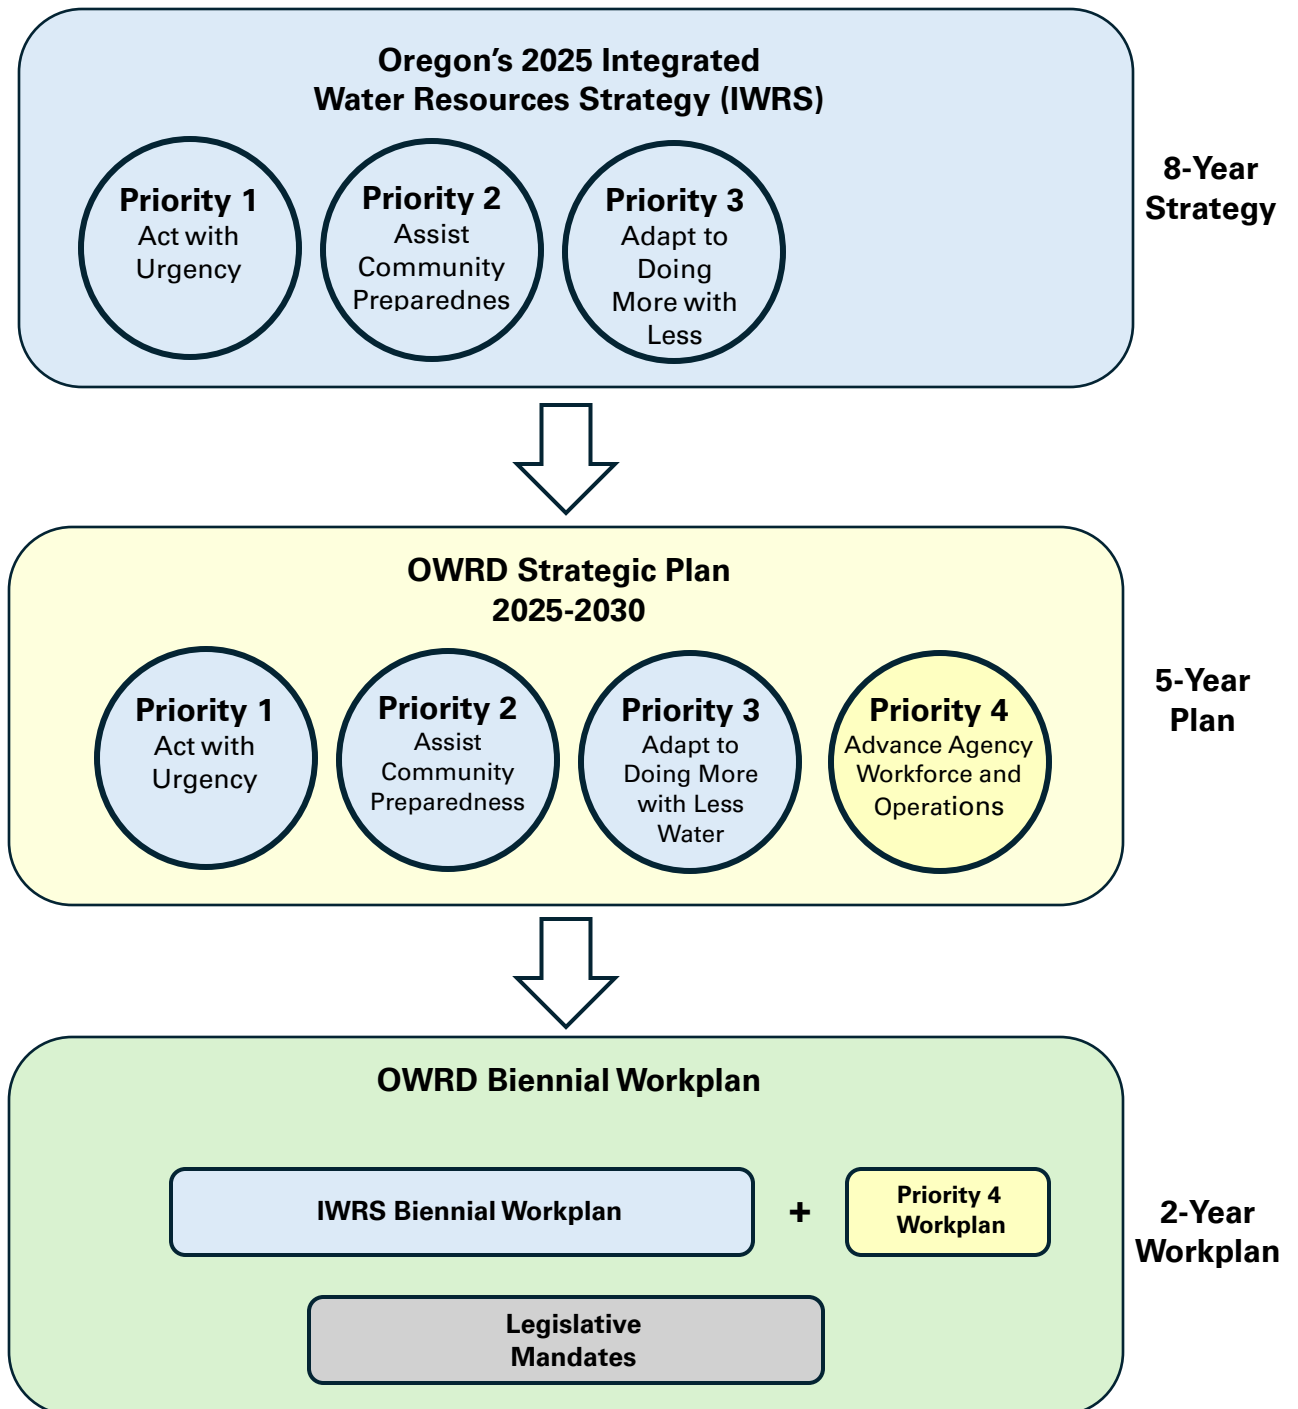 Oregon’s 2025 Integrated
Water Resources Strategy (IWRS)
Priority 1
Act with
Urgency
Priority 2
Assist
Community
Preparednes
Priority 3
Adapt to
Doing
More with
Less
8-Year
Strategy
OWRD Strategic Plan
2025-2030
Priority 1
Act with
Urgency
Priority 2
Assist
Community
Preparedness
Priority 3
Adapt to
Doing More
with Less
Water
Priority 4
Advance Agency
Workforce and
Operations
5-Year
Plan
OWRD Biennial Workplan
IWRS Biennial Workplan
+
Priority 4
Workplan
Legislative
Mandates
2-Year
Workplan